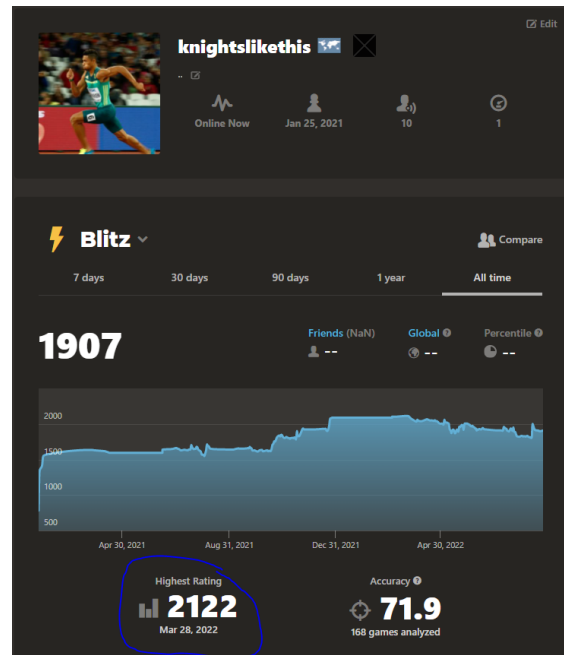 Edit
knightslikethis
..
Online Now Jan 25, 2021 10 1
Blitz Compare
7 days 30 days 90 days 1 year All time
1907
Friends (NaN) Global ? Percentile ?
-- -- --
2000
1500
1000
500
Apr 30, 2021 Aug 31, 2021 Dec 31, 2021 Apr 30, 2022
Highest Rating Accuracy ?
2122 71.9
Mar 28, 2022 168 games analyzed